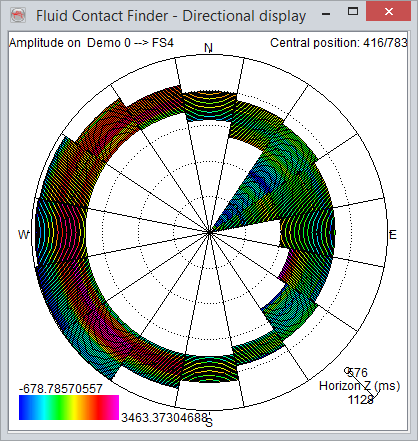 Fluid Contact Finder - Directional display
Amplitude on Demo 0 --> FS4
Central position: 416/783
N
W
E
S
-678.78570557
3463.37304688
576
Horizon Z (ms)
1128